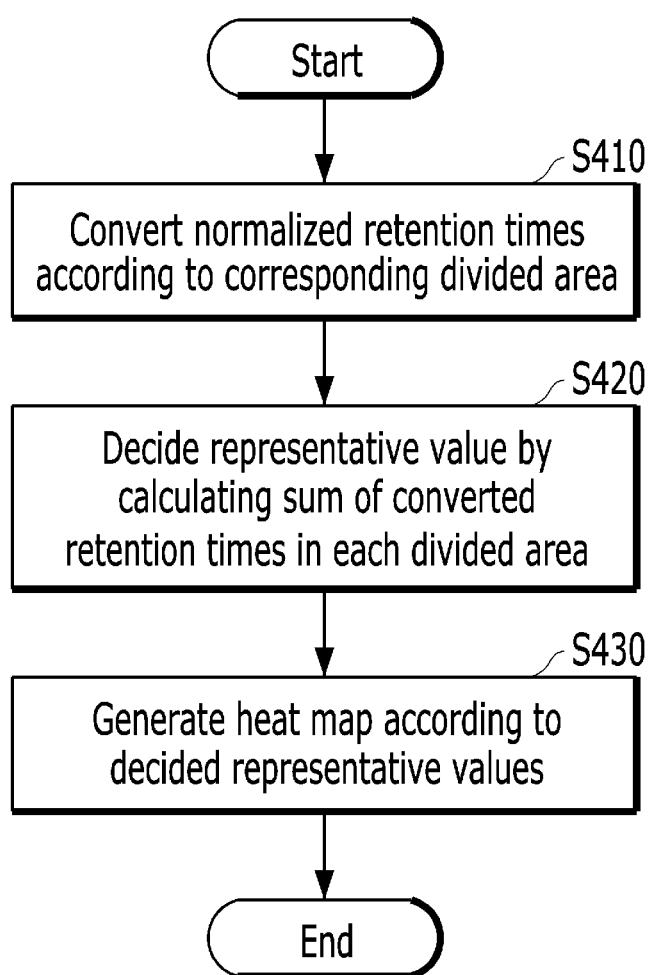 Start
S410
Convert normalized retention times
according to corresponding divided area
S420
Decide representative value by
calculating sum of converted
retention times in each divided area
S430
Generate heat map according to
decided representative values
End